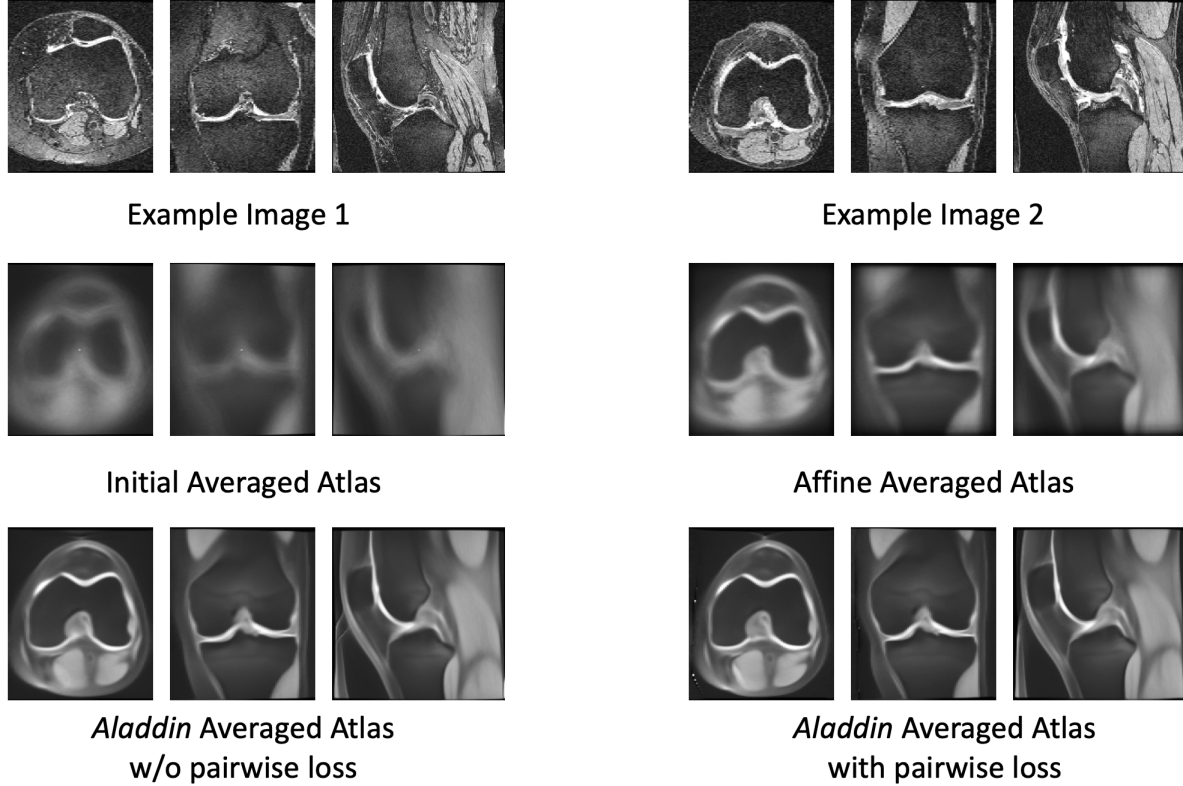 Example Image 1
Example Image 2
Initial Averaged Atlas
Affine Averaged Atlas
Aladdin Averaged Atlas
w/o pairwise loss
Aladdin Averaged Atlas
with pairwise loss